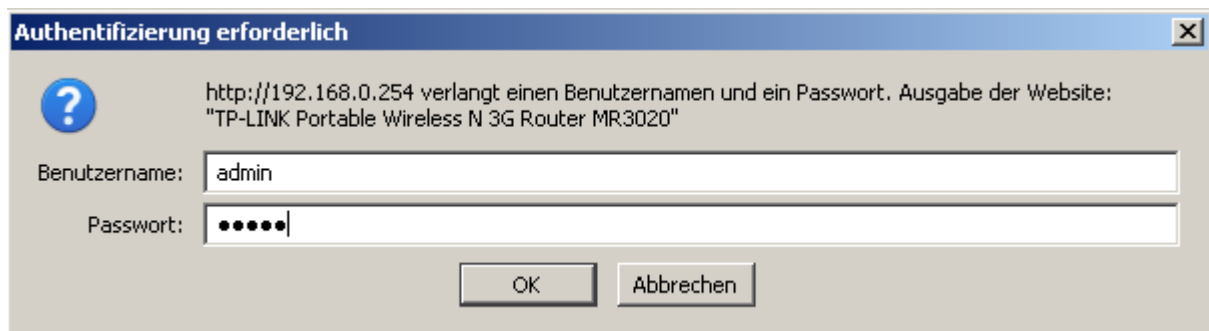 Authentifizierung erforderlich
http://192.168.0.254 verlangt einen Benutzernamen und ein Passwort. Ausgabe der Website:
"TP-LINK Portable Wireless N 3G Router MR3020"
Benutzername: admin
Passwort: ●●●●●
OK Abbrechen